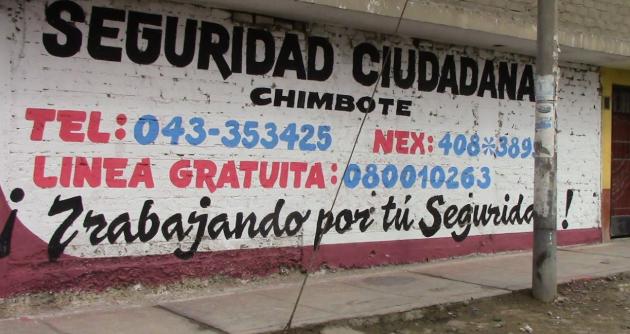 SEGURIDAD CIUDADANA
CHIMBOTE
TEL: 043-353425 NEX: 408*389
LINEA GRATUITA: 080010263
¡Trabajando por tú Segurida !